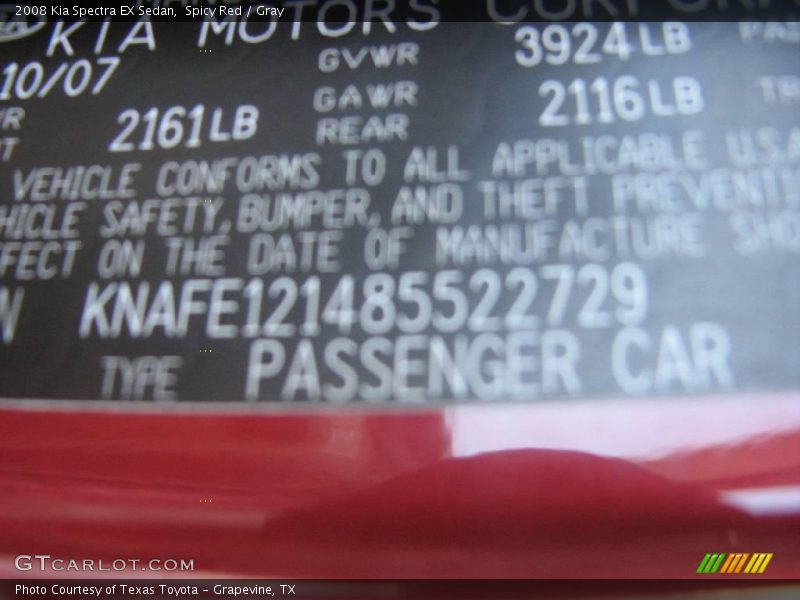 2008 Kia Spectra EX Sedan, Spicy Red / Gray
KIA MOTORS CORPORATION
10/07 GVWR 3924LB
GAWR
2161LB REAR 2116LB
VEHICLE CONFORMS TO ALL APPLICABLE U.S.A
SAFETY, BUMPER, AND THEFT
ON THE DATE OF MANUFACTURE
KNAFE121485522729
TYPE PASSENGER CAR
GTCARLOT.COM
Photo Courtesy of Texas Toyota - Grapevine, TX